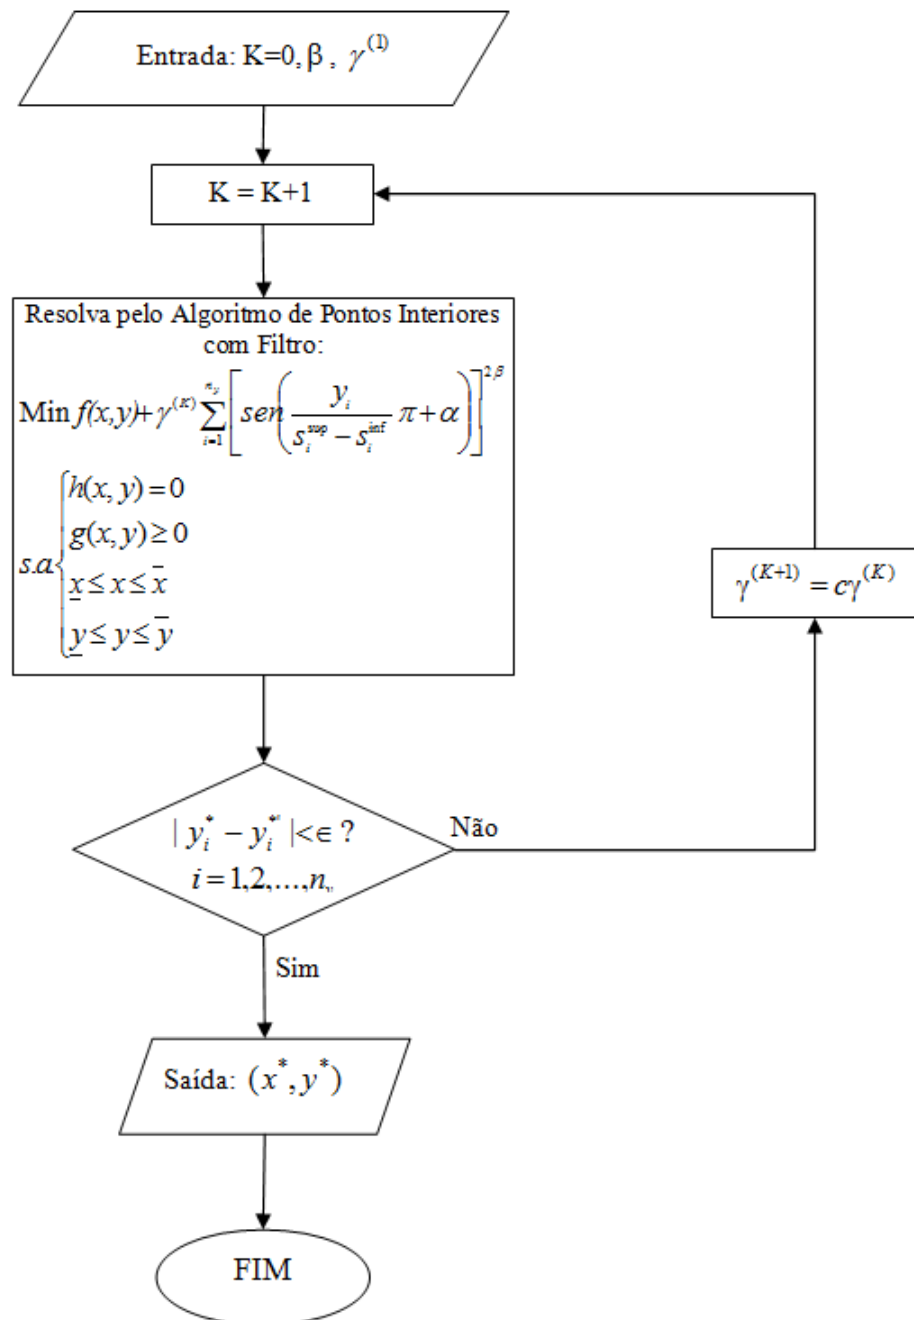 Entrada: K=0, β , γ^(1)
K = K+1
Resolva pelo Algoritmo de Pontos Interiores
com Filtro:
Min f(x,y)+ γ^(K) ∑_{i=1}^{n_y} [sen(y_i / (s_i^sup − s_i^inf) π + α)]^{2β}
s.a. { h(x, y) = 0
g(x, y) ≥ 0
x̲ ≤ x ≤ x̄
y̲ ≤ y ≤ ȳ
γ^(K+1) = cγ^(K)
| y_i^* − y_i^** |<∈ ?
i = 1,2,...,n_y
Não
Sim
Saída: (x^*, y^*)
FIM